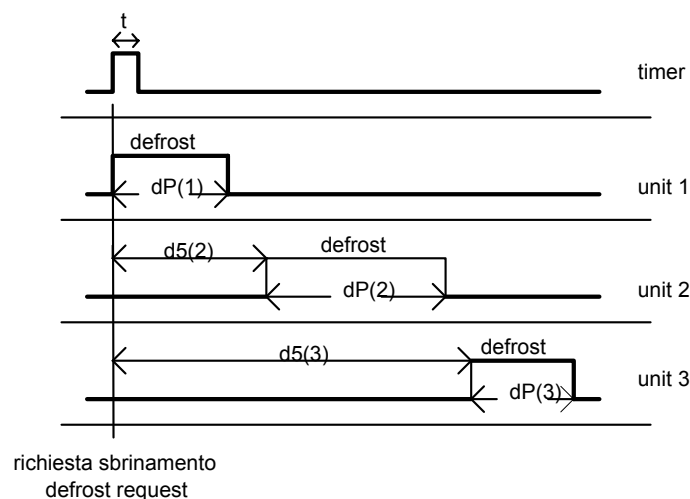 t
timer
defrost
dP(1)
unit 1
d5(2)
defrost
dP(2)
unit 2
d5(3)
defrost
dP(3)
unit 3
richiesta sbrinamento
defrost request